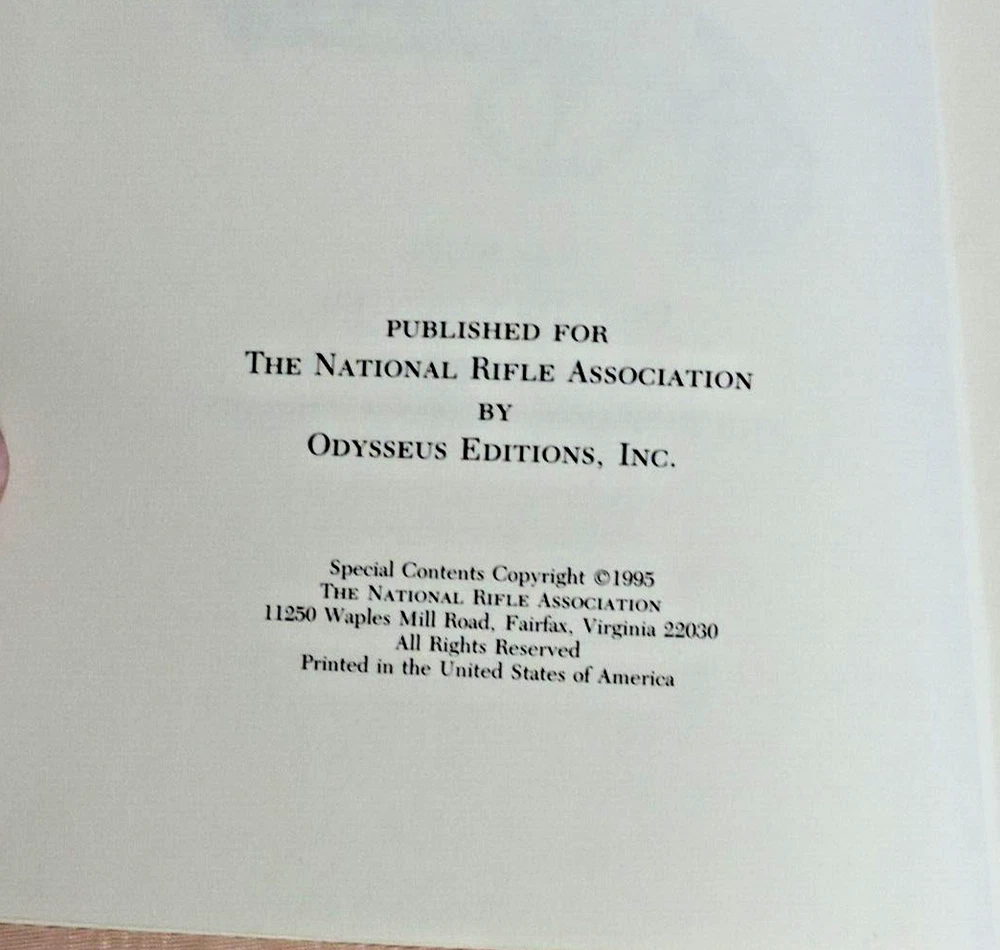 PUBLISHED FOR
THE NATIONAL RIFLE ASSOCIATION
BY
ODYSSEUS EDITIONS, INC.
Special Contents Copyright ©1995
THE NATIONAL RIFLE ASSOCIATION
11250 Waples Mill Road, Fairfax, Virginia 22030
All Rights Reserved
Printed in the United States of America